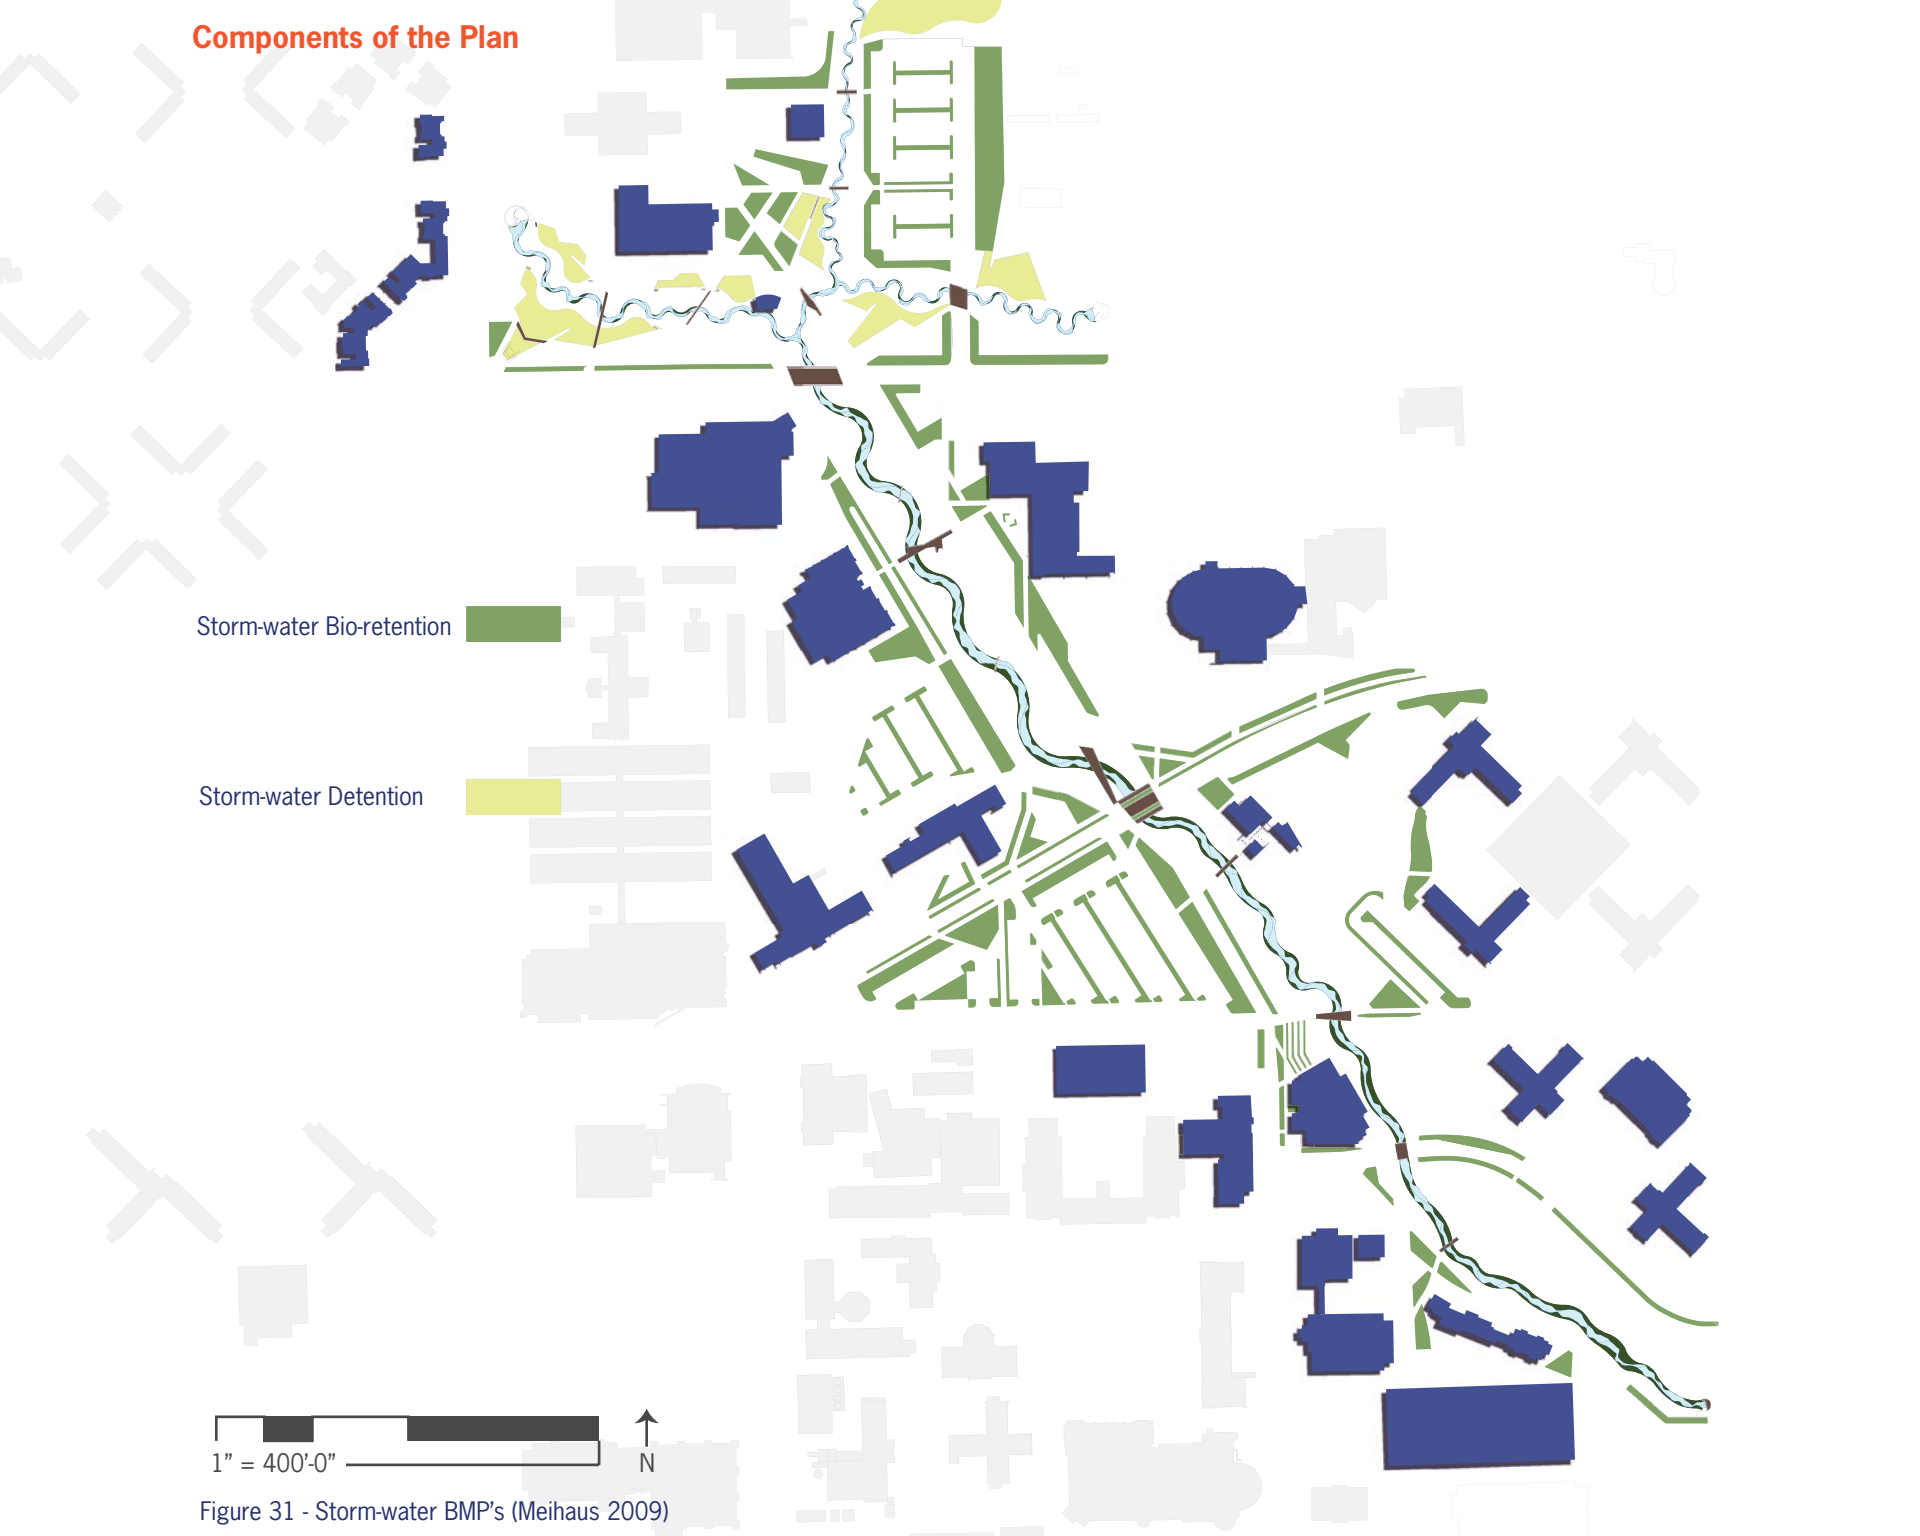 Components of the Plan
Storm-water Bio-retention
Storm-water Detention
1” = 400’-0”
N
Figure 31 - Storm-water BMP’s (Meihaus 2009)